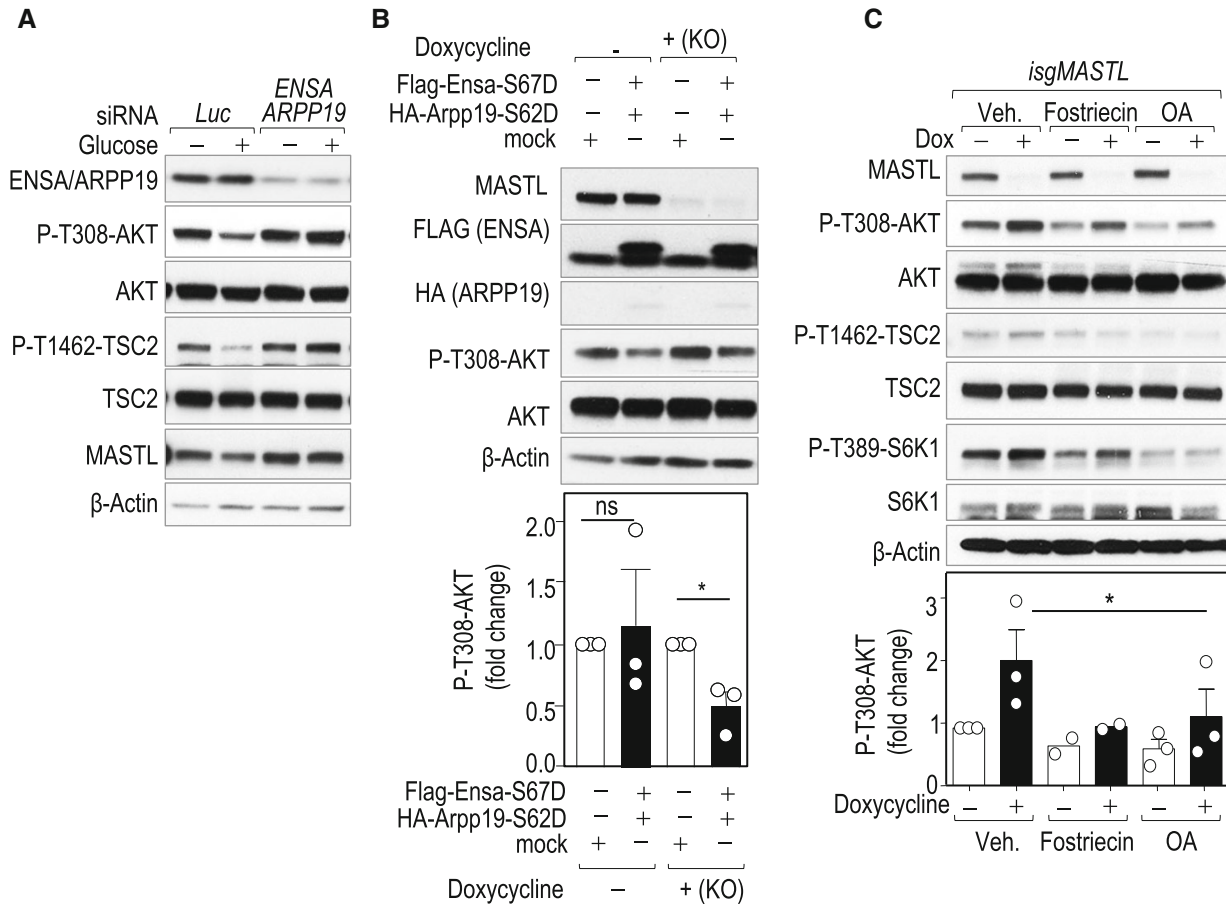 A
ENSA
siRNA Luc ARPP19
Glucose – + – +
ENSA/ARPP19
P-T308-AKT
AKT
P-T1462-TSC2
TSC2
MASTL
β-Actin
B
Doxycycline - + (KO)
Flag-Ensa-S67D – + – +
HA-Arpp19-S62D – + – +
mock + – + –
MASTL
FLAG (ENSA)
HA (ARPP19)
P-T308-AKT
AKT
β-Actin
P-T308-AKT
(fold change)
2.0
1.5
1.0
0.5
0.0
ns
*
Flag-Ensa-S67D – + – +
HA-Arpp19-S62D – + – +
mock + – + –
Doxycycline – + (KO)
C
isgMASTL
Veh. Fostriecin OA
Dox – + – + – +
MASTL
P-T308-AKT
AKT
P-T1462-TSC2
TSC2
P-T389-S6K1
S6K1
β-Actin
P-T308-AKT
(fold change)
3
2
1
0
*
Doxycycline – + – + – +
Veh. Fostriecin OA